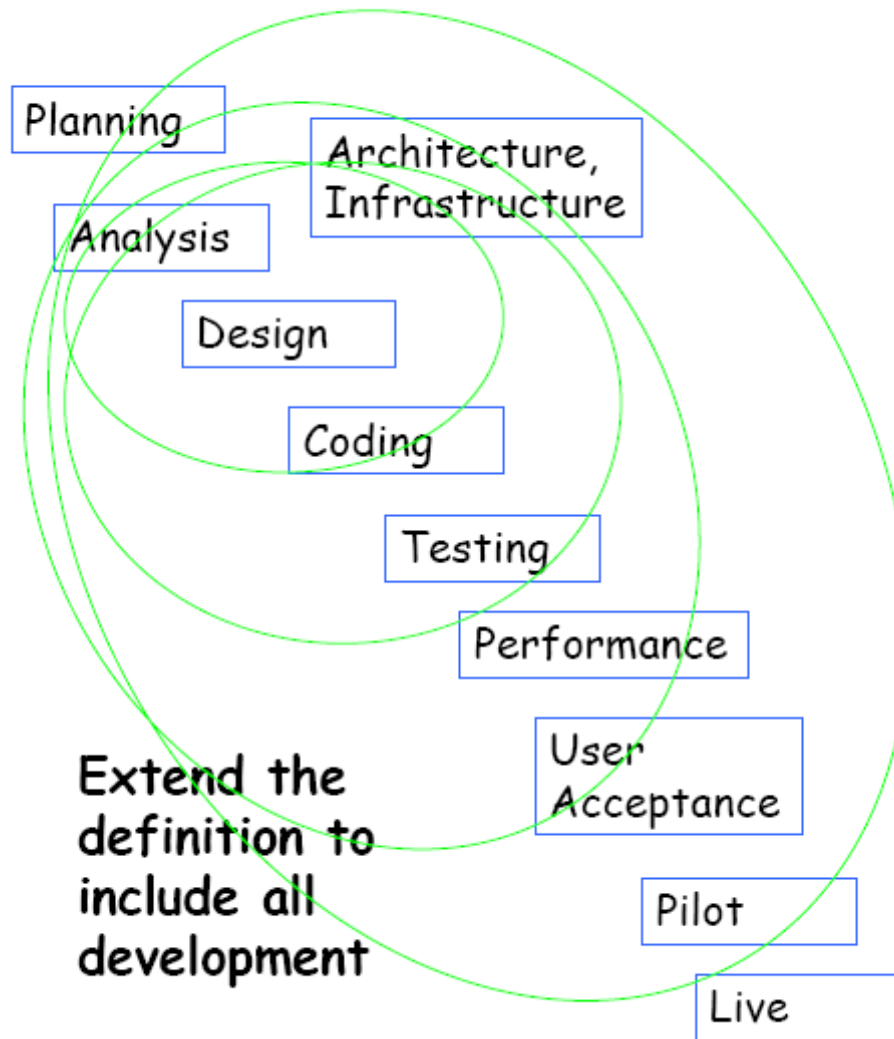 Planning
Architecture,
Infrastructure
Analysis
Design
Coding
Testing
Performance
User
Acceptance
Extend the
definition to
include all
development
Pilot
Live